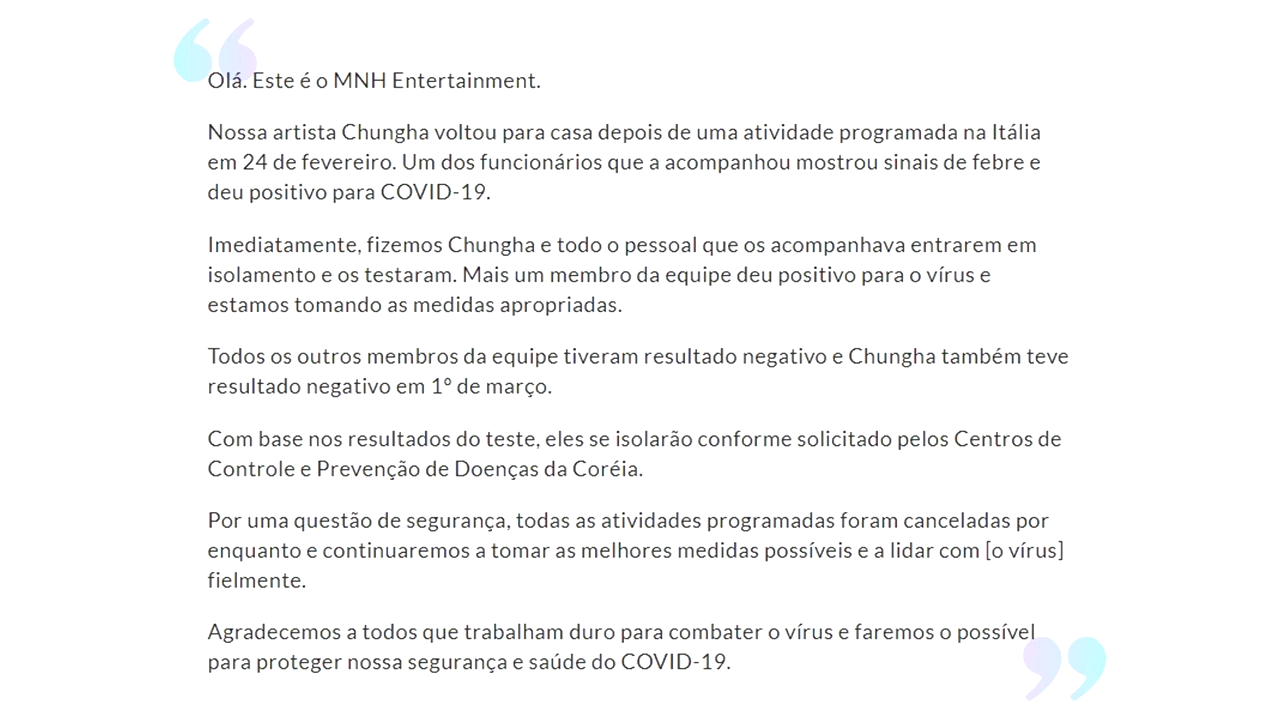 Olá. Este é o MNH Entertainment.
Nossa artista Chungha voltou para casa depois de uma atividade programada na Itália
em 24 de fevereiro. Um dos funcionários que a acompanhou mostrou sinais de febre e
deu positivo para COVID-19.
Imediatamente, fizemos Chungha e todo o pessoal que os acompanhava entrarem em
isolamento e os testaram. Mais um membro da equipe deu positivo para o vírus e
estamos tomando as medidas apropriadas.
Todos os outros membros da equipe tiveram resultado negativo e Chungha também teve
resultado negativo em 1º de março.
Com base nos resultados do teste, eles se isolarão conforme solicitado pelos Centros de
Controle e Prevenção de Doenças da Coréia.
Por uma questão de segurança, todas as atividades programadas foram canceladas por
enquanto e continuaremos a tomar as melhores medidas possíveis e a lidar com [o vírus]
fielmente.
Agradecemos a todos que trabalham duro para combater o vírus e faremos o possível
para proteger nossa segurança e saúde do COVID-19.